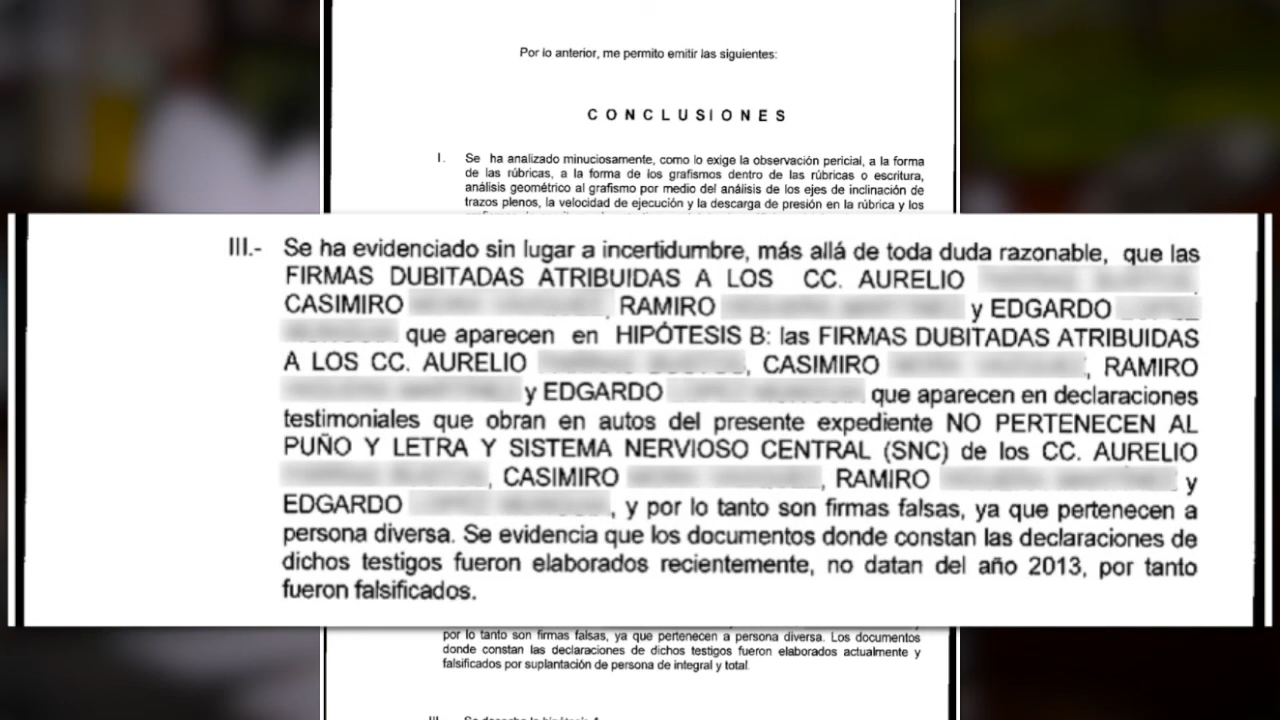 Por lo anterior, me permito emitir las siguientes:
CONCLUSIONES
I. Se ha analizado minuciosamente, como lo exige la observación pericial, a la forma
de las rúbricas, a la forma de los grafismos dentro de las rúbricas o escritura,
análisis geométrico al grafismo por medio del análisis de los ejes de inclinación de
trazos plenos, la velocidad de ejecución y la descarga de presión en la rúbrica y los
III.- Se ha evidenciado sin lugar a incertidumbre, más allá de toda duda razonable, que las
FIRMAS DUBITADAS ATRIBUIDAS A LOS CC. AURELIO
CASIMIRO , RAMIRO y EDGARDO
que aparecen en HIPÓTESIS B: las FIRMAS DUBITADAS ATRIBUIDAS
A LOS CC. AURELIO , CASIMIRO , RAMIRO
y EDGARDO que aparecen en declaraciones
testimoniales que obran en autos del presente expediente NO PERTENECEN AL
PUÑO Y LETRA Y SISTEMA NERVIOSO CENTRAL (SNC) de los CC. AURELIO
, CASIMIRO , RAMIRO y
EDGARDO , y por lo tanto son firmas falsas, ya que pertenecen a
persona diversa. Se evidencia que los documentos donde constan las declaraciones de
dichos testigos fueron elaborados recientemente, no datan del año 2013, por tanto
fueron falsificados.
por lo tanto son firmas falsas, ya que pertenecen a persona diversa. Los documentos
donde constan las declaraciones de dichos testigos fueron elaborados actualmente y
falsificados por suplantación de persona de integral y total.